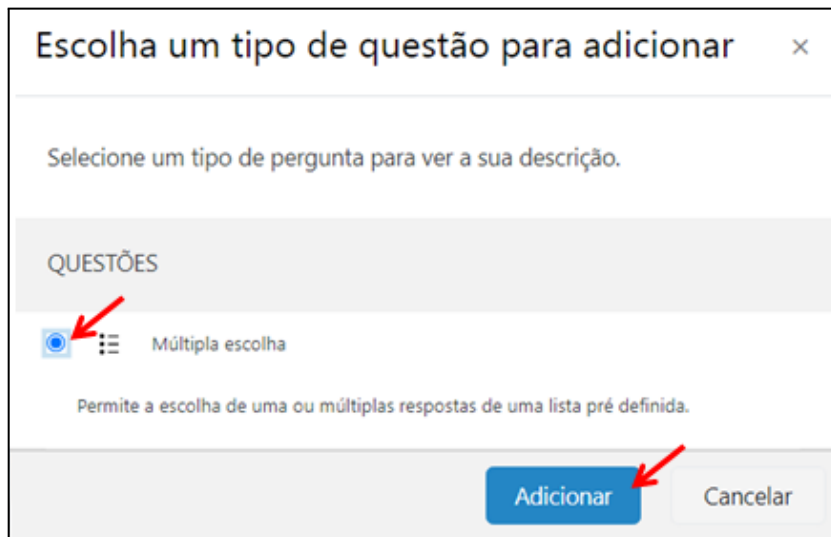 Escolha um tipo de questão para adicionar ×
Selecione um tipo de pergunta para ver a sua descrição.
QUESTÕES
Múltipla escolha
Permite a escolha de uma ou múltiplas respostas de uma lista pré definida.
Adicionar Cancelar